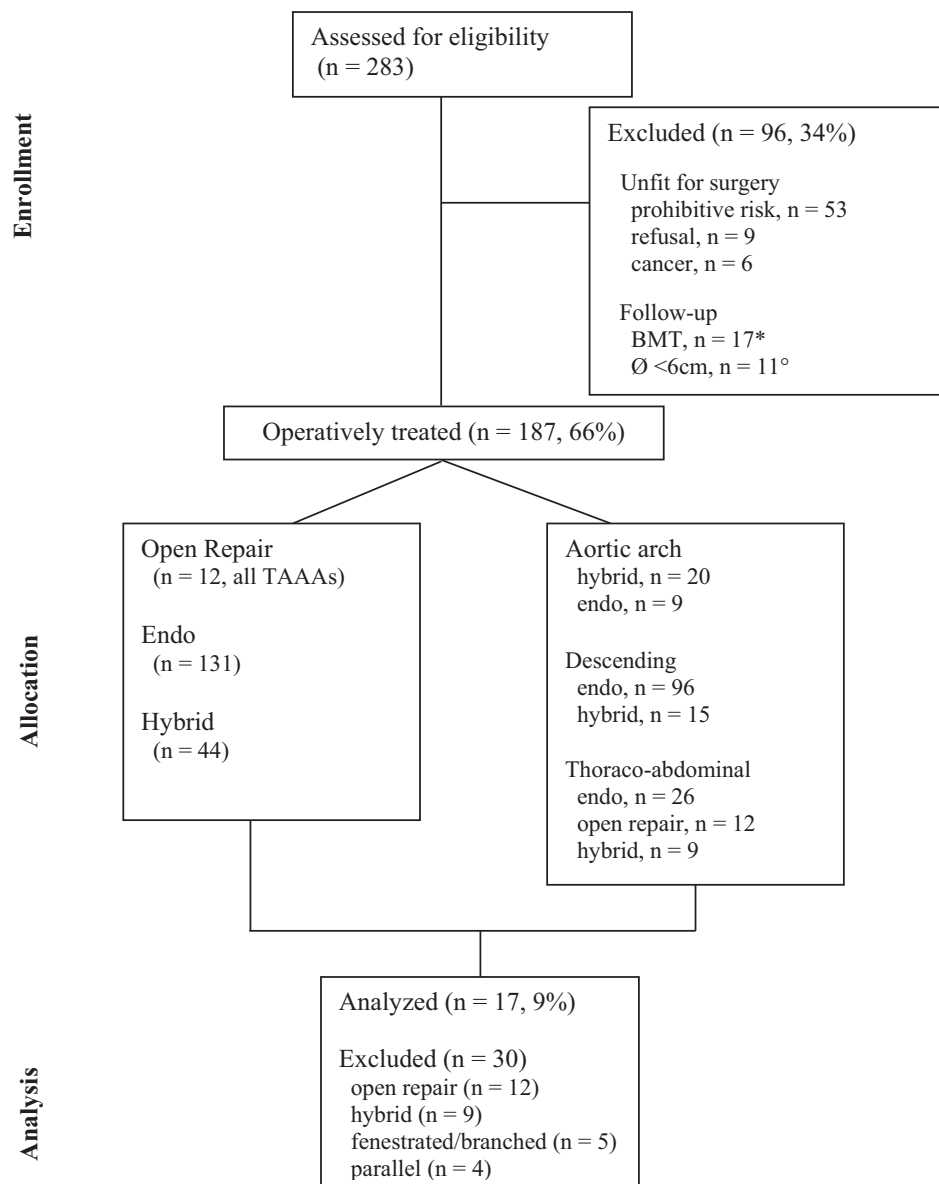 Assessed for eligibility
(n = 283)
Enrollment
Excluded (n = 96, 34%)
Unfit for surgery
prohibitive risk, n = 53
refusal, n = 9
cancer, n = 6
Follow-up
BMT, n = 17*
Ø <6cm, n = 11°
Operatively treated (n = 187, 66%)
Allocation
Open Repair
(n = 12, all TAAAs)
Endo
(n = 131)
Hybrid
(n = 44)
Aortic arch
hybrid, n = 20
endo, n = 9
Descending
endo, n = 96
hybrid, n = 15
Thoraco-abdominal
endo, n = 26
open repair, n = 12
hybrid, n = 9
Analysis
Analyzed (n = 17, 9%)
Excluded (n = 30)
open repair (n = 12)
hybrid (n = 9)
fenestrated/branched (n = 5)
parallel (n = 4)